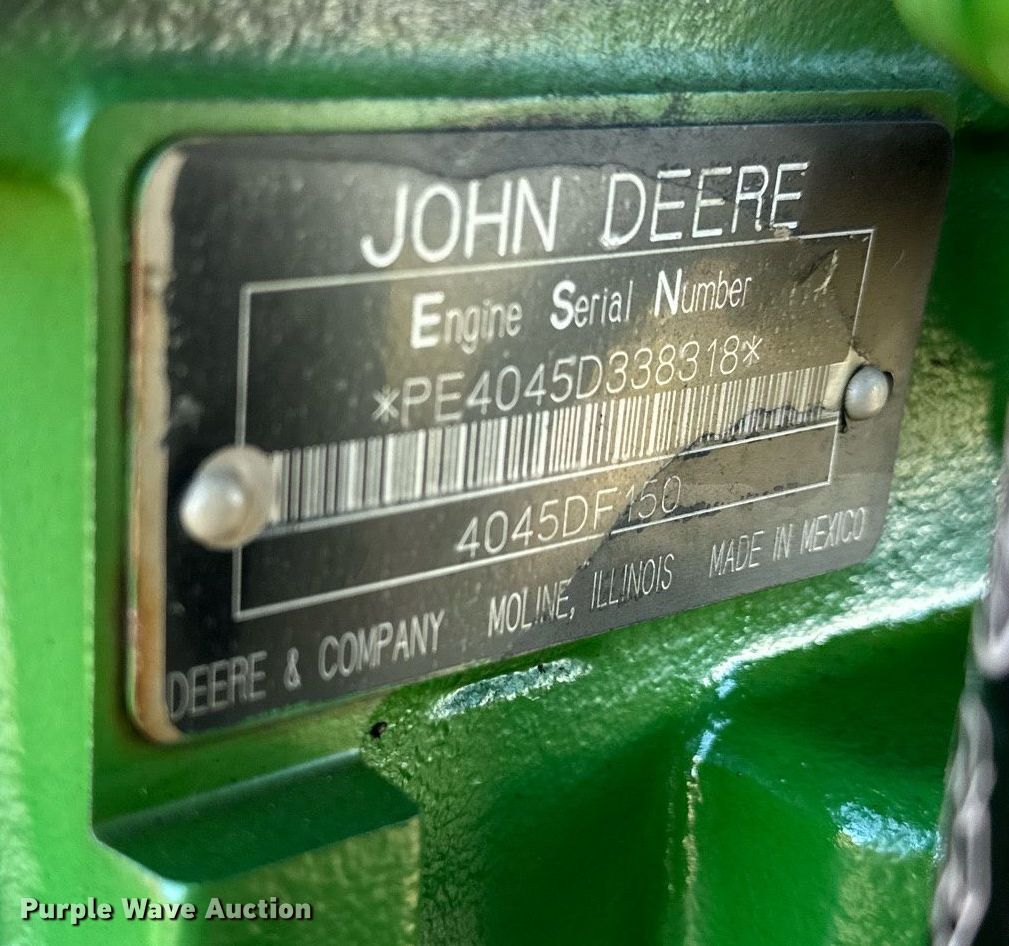 JOHN DEERE
Engine Serial Number
*PE4045D338318*
4045DF150
DEERE & COMPANY MOLINE, ILLINOIS MADE IN MEXICO
Purple Wave Auction